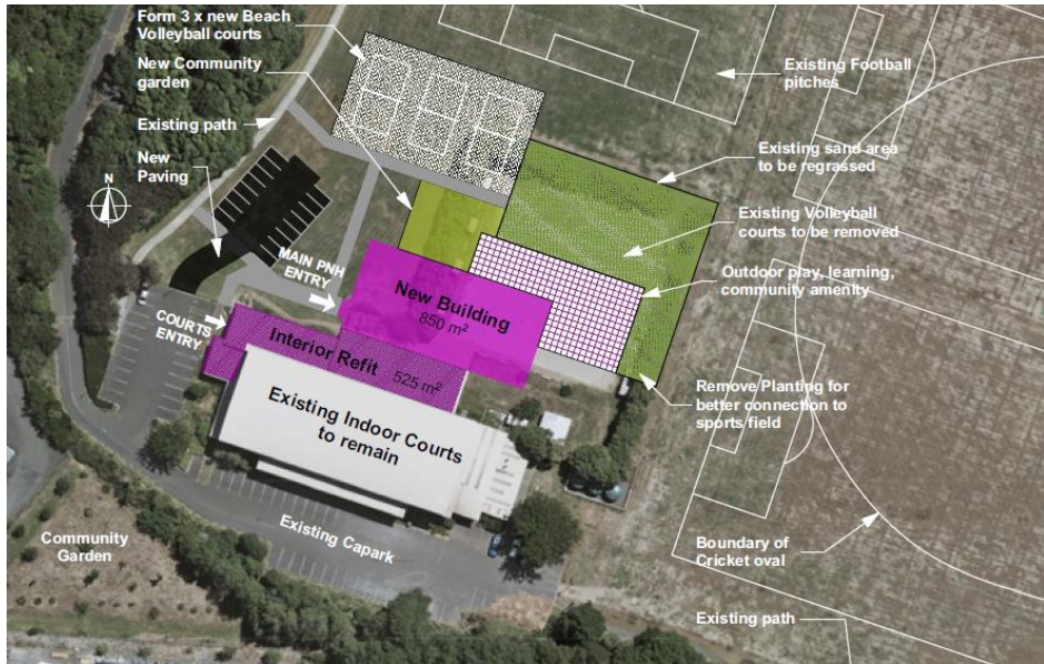 Form 3 x new Beach
Volleyball courts
New Community
garden
Existing path
New
Paving
N
MAIN PNH
ENTRY
COURTS
ENTRY
New Building
850 m²
Interior Refit 525 m²
Existing Indoor Courts
to remain
Existing Capark
Community
Garden
Existing Football
pitches
Existing sand area
to be regrassed
Existing Volleyball
courts to be removed
Outdoor play, learning,
community amenity
Remove Planting for
better connection to
sports field
Boundary of
Cricket oval
Existing path